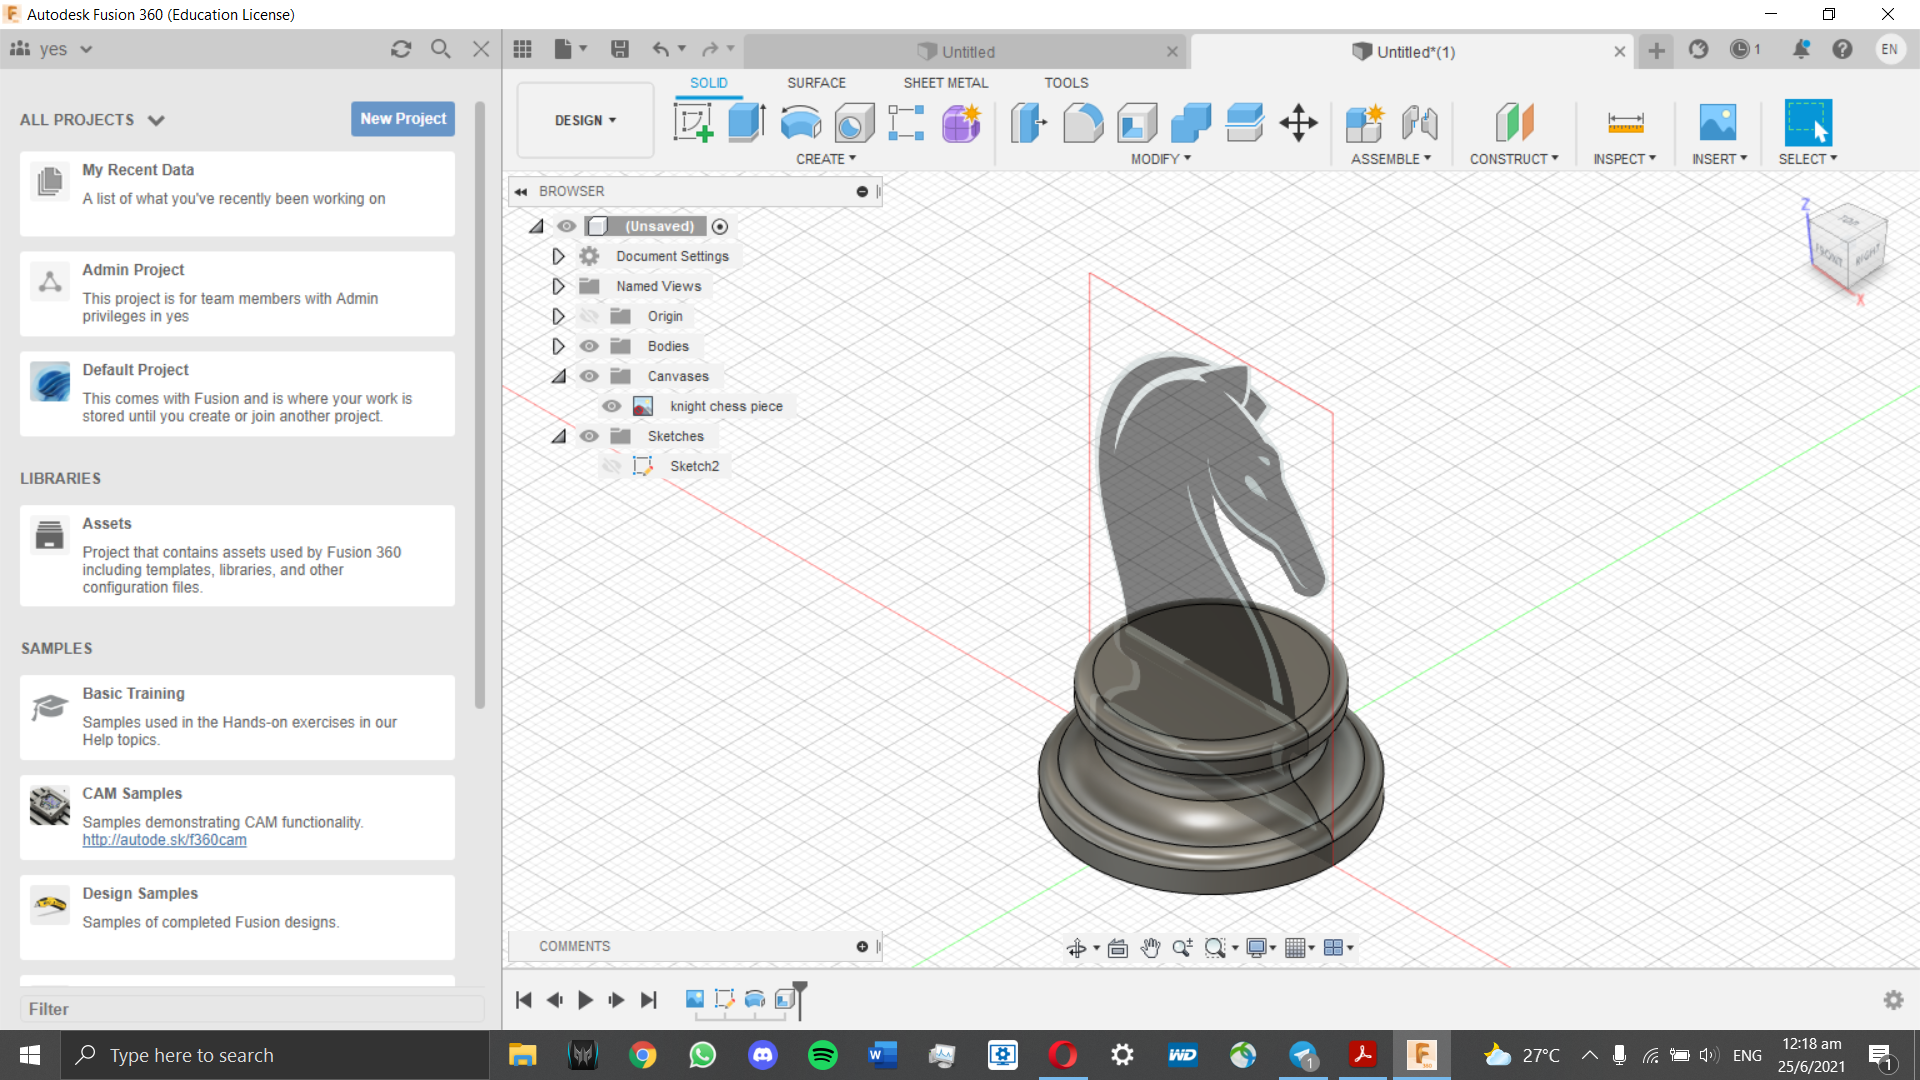 Autodesk Fusion 360 (Education License)
yes
Untitled
Untitled*(1)
1
EN
ALL PROJECTS
New Project
My Recent Data
A list of what you've recently been working on
Admin Project
This project is for team members with Admin
privileges in yes
Default Project
This comes with Fusion and is where your work is
stored until you create or join another project.
LIBRARIES
Assets
Project that contains assets used by Fusion 360
including templates, libraries, and other
configuration files.
SAMPLES
Basic Training
Samples used in the Hands-on exercises in our
Help topics.
CAM Samples
Samples demonstrating CAM functionality.
http://autode.sk/f360cam
Design Samples
Samples of completed Fusion designs.
Filter
DESIGN
SOLID
SURFACE
SHEET METAL
TOOLS
CREATE
MODIFY
ASSEMBLE
CONSTRUCT
INSPECT
INSERT
SELECT
BROWSER
(Unsaved)
Document Settings
Named Views
Origin
Bodies
Canvases
knight chess piece
Sketches
Sketch2
Z
TOP
FRONT
RIGHT
X
COMMENTS
Type here to search
W
WD
1
F
360
27°C
ENG
12:18 am
25/6/2021
1